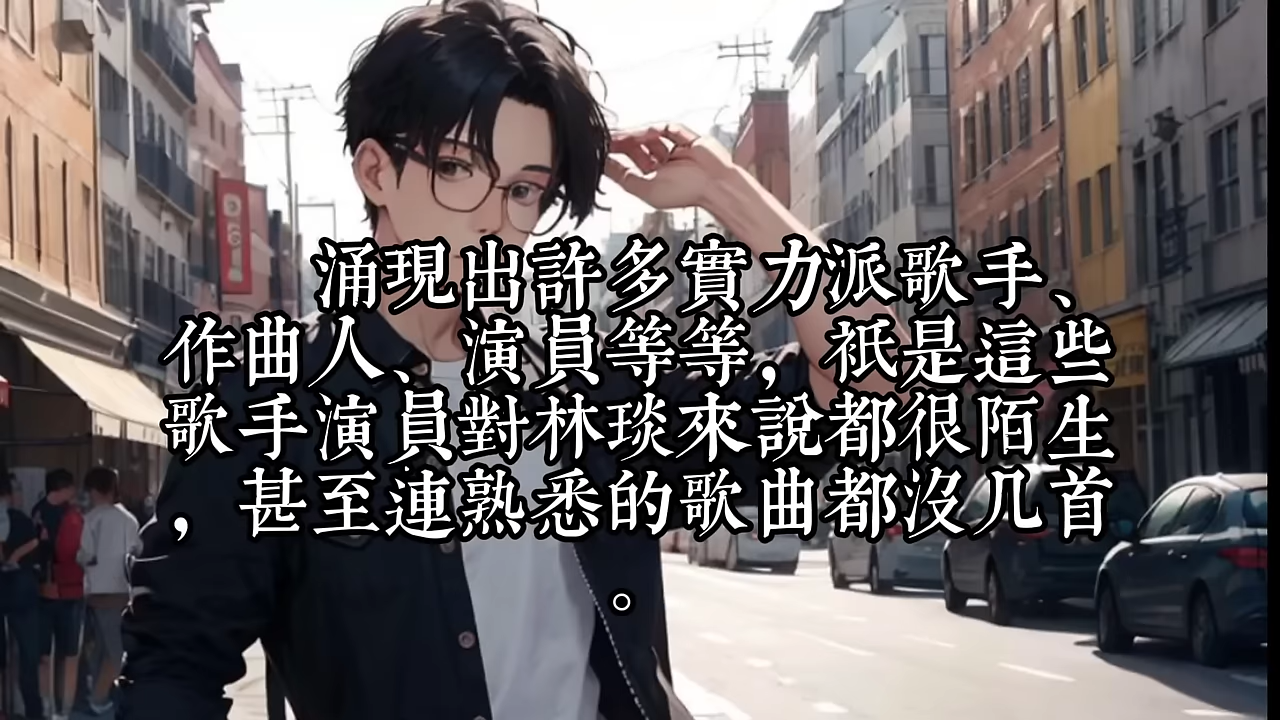 涌現出許多實力派歌手、
作曲人、演員等等，祇是這些
歌手演員對林琰來說都很陌生
，甚至連熟悉的歌曲都沒几首
。